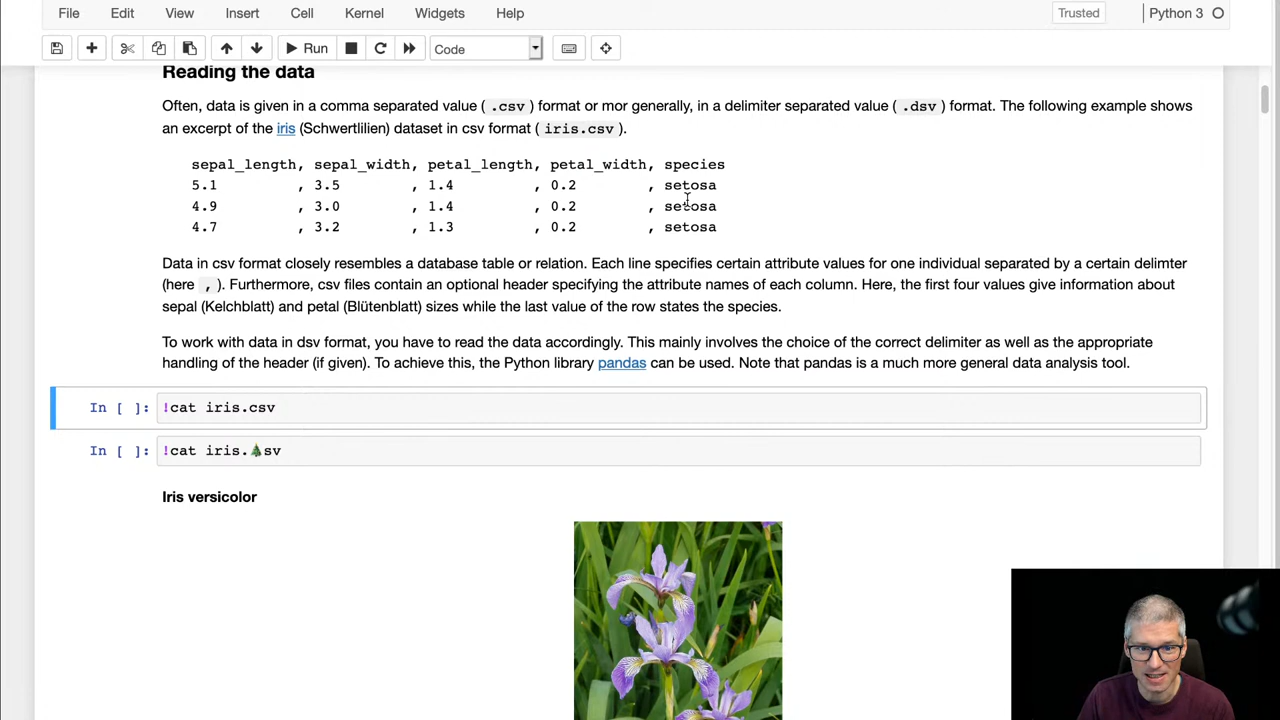 File Edit View Insert Cell Kernel Widgets Help Trusted Python 3
Run Code
Reading the data
Often, data is given in a comma separated value ( .csv ) format or mor generally, in a delimiter separated value ( .dsv ) format. The following example shows
an excerpt of the iris (Schwertlilien) dataset in csv format ( iris.csv ).
sepal_length, sepal_width, petal_length, petal_width, species
5.1 , 3.5 , 1.4 , 0.2 , setosa
4.9 , 3.0 , 1.4 , 0.2 , setosa
4.7 , 3.2 , 1.3 , 0.2 , setosa
Data in csv format closely resembles a database table or relation. Each line specifies certain attribute values for one individual separated by a certain delimter
(here , ). Furthermore, csv files contain an optional header specifying the attribute names of each column. Here, the first four values give information about
sepal (Kelchblatt) and petal (Blütenblatt) sizes while the last value of the row states the species.
To work with data in dsv format, you have to read the data accordingly. This mainly involves the choice of the correct delimiter as well as the appropriate
handling of the header (if given). To achieve this, the Python library pandas can be used. Note that pandas is a much more general data analysis tool.
In [ ]: !cat iris.csv
In [ ]: !cat iris.🌲sv
Iris versicolor